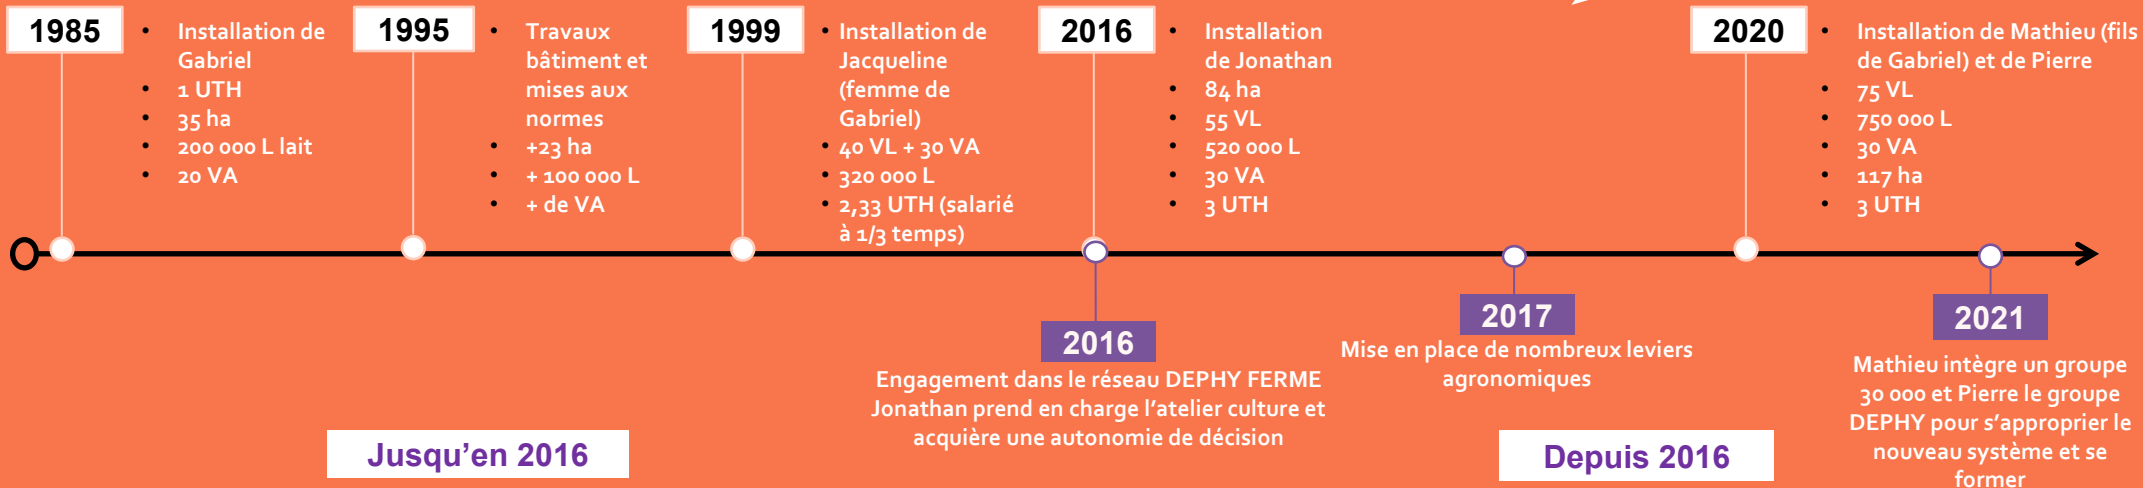 1985
• Installation de
Gabriel
• 1 UTH
• 35 ha
• 200 000 L lait
• 20 VA
1995
• Travaux
bâtiment et
mises aux
normes
• +23 ha
• + 100 000 L
• + de VA
1999
• Installation de
Jacqueline
(femme de
Gabriel)
• 40 VL + 30 VA
• 320 000 L
• 2,33 UTH (salarié
à 1/3 temps)
2016
• Installation
de Jonathan
• 84 ha
• 55 VL
• 520 000 L
• 30 VA
• 3 UTH
2020
• Installation de Mathieu (fils
de Gabriel) et de Pierre
• 75 VL
• 750 000 L
• 30 VA
• 117 ha
• 3 UTH
2016
Engagement dans le réseau DEPHY FERME
Jonathan prend en charge l'atelier culture et
acquière une autonomie de décision
2017
Mise en place de nombreux leviers
agronomiques
2021
Mathieu intègre un groupe
30 000 et Pierre le groupe
DEPHY pour s'approprier le
nouveau système et se
former
Jusqu'en 2016
Depuis 2016